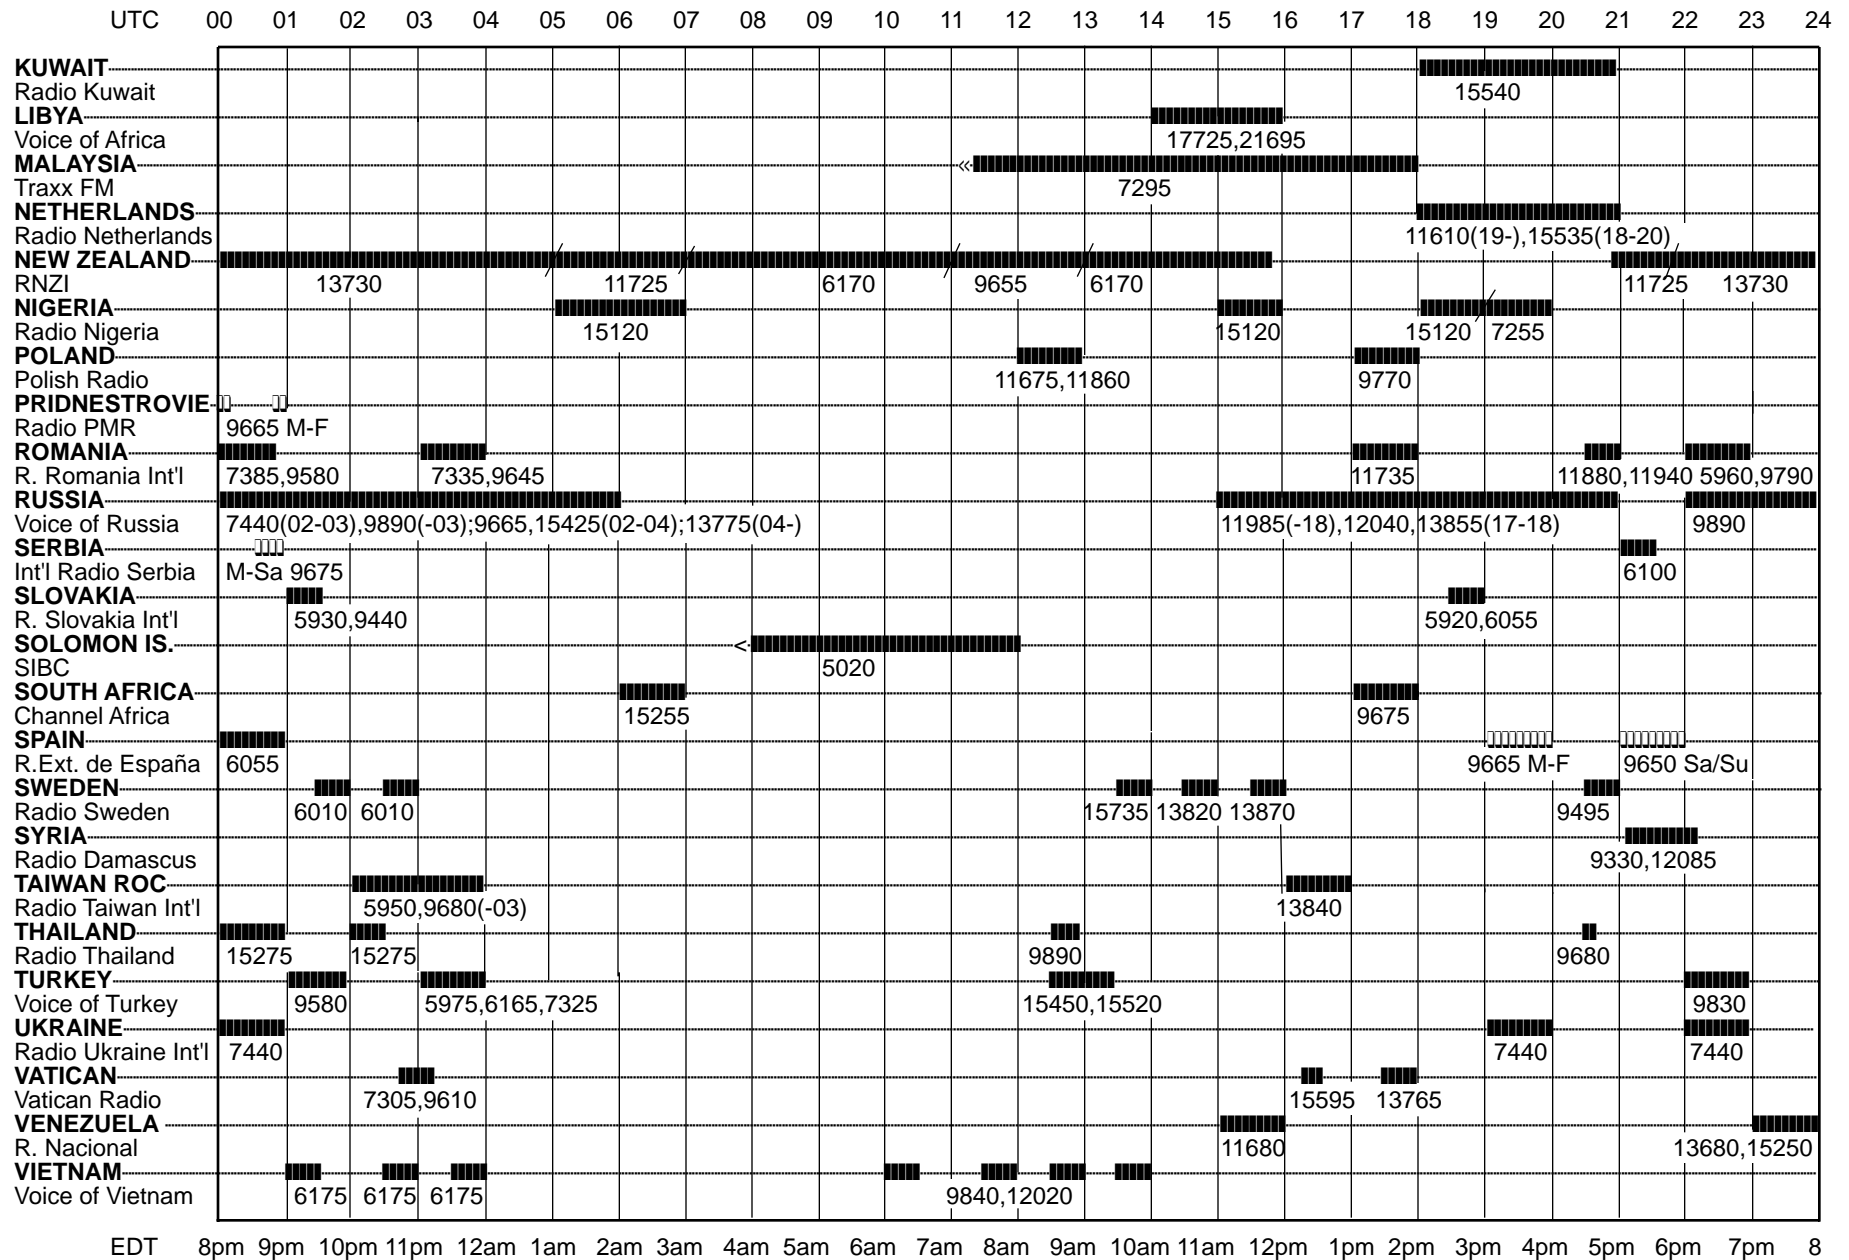 UTC 00 01 02 03 04 05 06 07 08 09 10 11 12 13 14 15 16 17 18 19 20 21 22 23 24
KUWAIT
Radio Kuwait 15540
LIBYA
Voice of Africa 17725,21695
MALAYSIA «
Traxx FM 7295
NETHERLANDS
Radio Netherlands 11610(19-),15535(18-20)
NEW ZEALAND
RNZI 13730 11725 6170 9655 6170 11725 13730
NIGERIA
Radio Nigeria 15120 15120 15120 7255
POLAND
Polish Radio 11675,11860 9770
PRIDNESTROVIE
Radio PMR 9665 M-F
ROMANIA
R. Romania Int'l 7385,9580 7335,9645 11735 11880,11940 5960,9790
RUSSIA
Voice of Russia 7440(02-03),9890(-03);9665,15425(02-04);13775(04-) 11985(-18),12040,13855(17-18) 9890
SERBIA
Int'l Radio Serbia M-Sa 9675 6100
SLOVAKIA
R. Slovakia Int'l 5930,9440 5920,6055
SOLOMON IS. <
SIBC 5020
SOUTH AFRICA
Channel Africa 15255 9675
SPAIN
R.Ext. de España 6055 9665 M-F 9650 Sa/Su
SWEDEN
Radio Sweden 6010 6010 15735 13820 13870 9495
SYRIA
Radio Damascus 9330,12085
TAIWAN ROC
Radio Taiwan Int'l 5950,9680(-03) 13840
THAILAND
Radio Thailand 15275 15275 9890 9680
TURKEY
Voice of Turkey 9580 5975,6165,7325 15450,15520 9830
UKRAINE
Radio Ukraine Int'l 7440 7440 7440
VATICAN
Vatican Radio 7305,9610 15595 13765
VENEZUELA
R. Nacional 11680 13680,15250
VIETNAM
Voice of Vietnam 6175 6175 6175 9840,12020
EDT 8pm 9pm 10pm 11pm 12am 1am 2am 3am 4am 5am 6am 7am 8am 9am 10am 11am 12pm 1pm 2pm 3pm 4pm 5pm 6pm 7pm 8